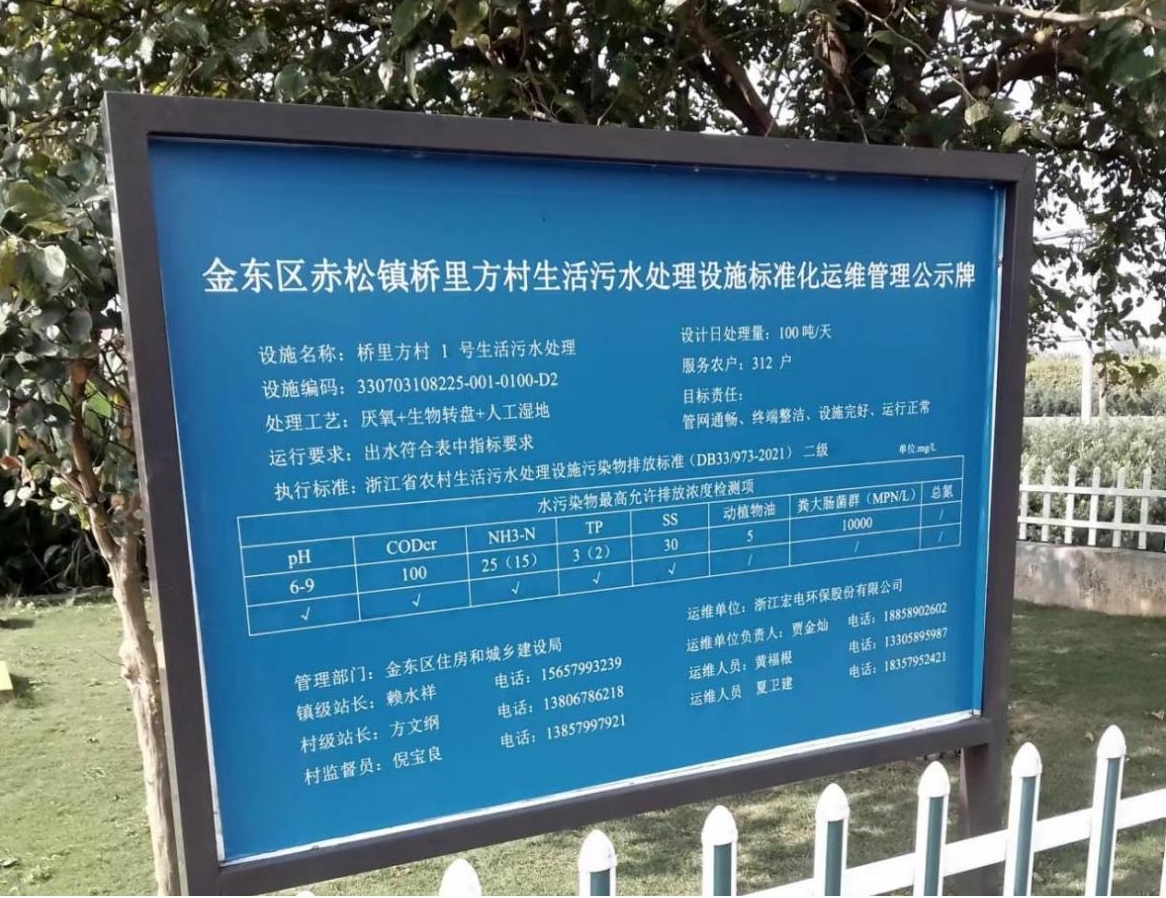 金东区赤松镇桥里方村生活污水处理设施标准化运维管理公示牌
设施名称：桥里方村 1 号生活污水处理
设施编码：330703108225-001-0100-D2
处理工艺：厌氧+生物转盘+人工湿地
运行要求：出水符合表中指标要求
设计日处理量：100 吨/天
服务农户：312 户
目标责任：
管网通畅、终端整洁、设施完好、运行正常
执行标准：浙江省农村生活污水处理设施污染物排放标准（DB33/973-2021）二级
单位:mg/L
水污染物最高允许排放浓度检测项
pH CODcr NH3-N TP SS 动植物油 粪大肠菌群（MPN/L） 总氮
6-9 100 25（15） 3（2） 30 5 10000 /
√ √ √ √ √ / / /
管理部门：金东区住房和城乡建设局
镇级站长：赖水祥 电话：15657993239
村级站长：方文纲 电话：13806786218
村监督员：倪宝良 电话：13857997921
运维单位：浙江宏电环保股份有限公司
运维单位负责人：贾金灿 电话：18858902602
运维人员：黄福根 电话：13305895987
运维人员 夏卫建 电话：18357952421